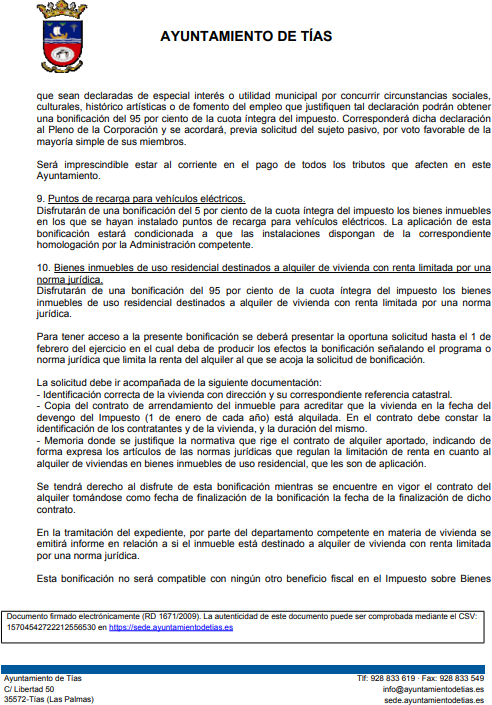 AYUNTAMIENTO DE TÍAS
que sean declaradas de especial interés o utilidad municipal por concurrir circunstancias sociales,
culturales, histórico artísticas o de fomento del empleo que justifiquen tal declaración podrán obtener
una bonificación del 95 por ciento de la cuota íntegra del impuesto. Corresponderá dicha declaración
al Pleno de la Corporación y se acordará, previa solicitud del sujeto pasivo, por voto favorable de la
mayoría simple de sus miembros.
Será imprescindible estar al corriente en el pago de todos los tributos que afecten en este
Ayuntamiento.
9. Puntos de recarga para vehículos eléctricos.
Disfrutarán de una bonificación del 5 por ciento de la cuota íntegra del impuesto los bienes inmuebles
en los que se hayan instalado puntos de recarga para vehículos eléctricos. La aplicación de esta
bonificación estará condicionada a que las instalaciones dispongan de la correspondiente
homologación por la Administración competente.
10. Bienes inmuebles de uso residencial destinados a alquiler de vivienda con renta limitada por una
norma jurídica.
Disfrutarán de una bonificación del 95 por ciento de la cuota íntegra del impuesto los bienes
inmuebles de uso residencial destinados a alquiler de vivienda con renta limitada por una norma
jurídica.
Para tener acceso a la presente bonificación se deberá presentar la oportuna solicitud hasta el 1 de
febrero del ejercicio en el cual deba de producir los efectos la bonificación señalando el programa o
norma jurídica que limita la renta del alquiler al que se acoja la solicitud de bonificación.
La solicitud debe ir acompañada de la siguiente documentación:
- Identificación correcta de la vivienda con dirección y su correspondiente referencia catastral.
- Copia del contrato de arrendamiento del inmueble para acreditar que la vivienda en la fecha del
devengo del Impuesto (1 de enero de cada año) está alquilada. En el contrato debe constar la
identificación de los contratantes y de la vivienda, y la duración del mismo.
- Memoria donde se justifique la normativa que rige el contrato de alquiler aportado, indicando de
forma expresa los artículos de las normas jurídicas que regulan la limitación de renta en cuanto al
alquiler de viviendas en bienes inmuebles de uso residencial, que les son de aplicación.
Se tendrá derecho al disfrute de esta bonificación mientras se encuentre en vigor el contrato del
alquiler tomándose como fecha de finalización de la bonificación la fecha de la finalización de dicho
contrato.
En la tramitación del expediente, por parte del departamento competente en materia de vivienda se
emitirá informe en relación a si el inmueble está destinado a alquiler de vivienda con renta limitada
por una norma jurídica.
Esta bonificación no será compatible con ningún otro beneficio fiscal en el Impuesto sobre Bienes
Documento firmado electrónicamente (RD 1671/2009). La autenticidad de este documento puede ser comprobada mediante el CSV:
15704542722212556530 en https://sede.ayuntamientodetias.es
Ayuntamiento de Tías
C/ Libertad 50
35572-Tías (Las Palmas)
Tlf: 928 833 619 · Fax: 928 833 549
info@ayuntamientodetias.es
sede.ayuntamientodetias.es